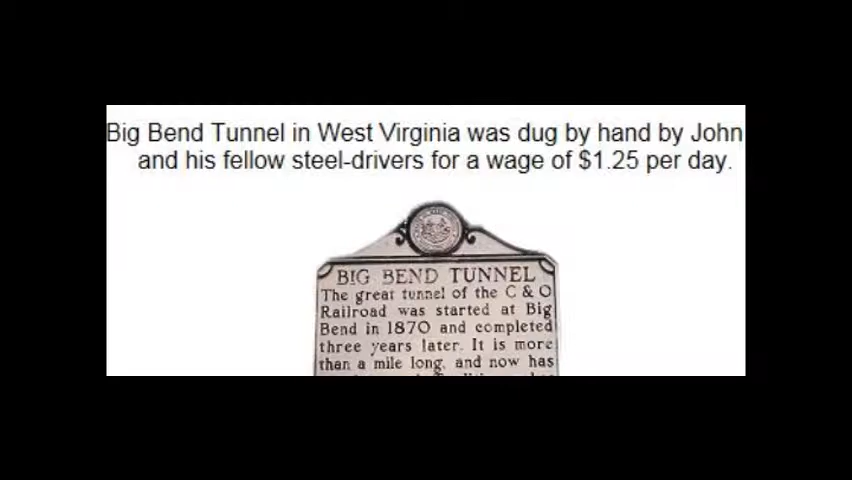 Big Bend Tunnel in West Virginia was dug by hand by John
and his fellow steel-drivers for a wage of $1.25 per day.
BIG BEND TUNNEL
The great tunnel of the C & O
Railroad was started at Big
Bend in 1870 and completed
three years later. It is more
than a mile long, and now has